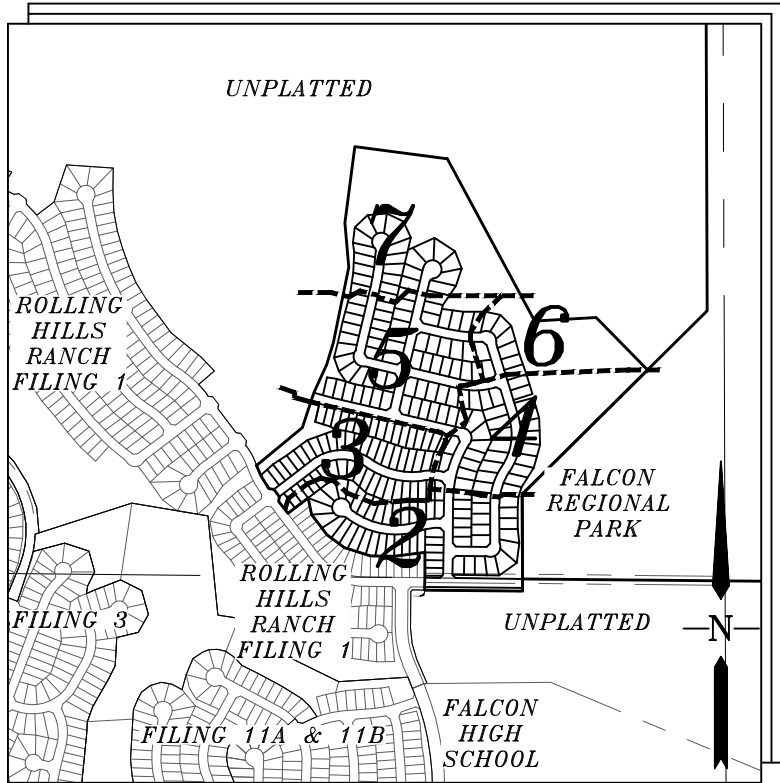 UNPLATTED
7
ROLLING
HILLS
RANCH
FILING 1
6
5
4
3
FALCON
REGIONAL
PARK
2
ROLLING
HILLS
RANCH
FILING 1
FILING 3
UNPLATTED
N
FILING 11A & 11B
FALCON
HIGH
SCHOOL